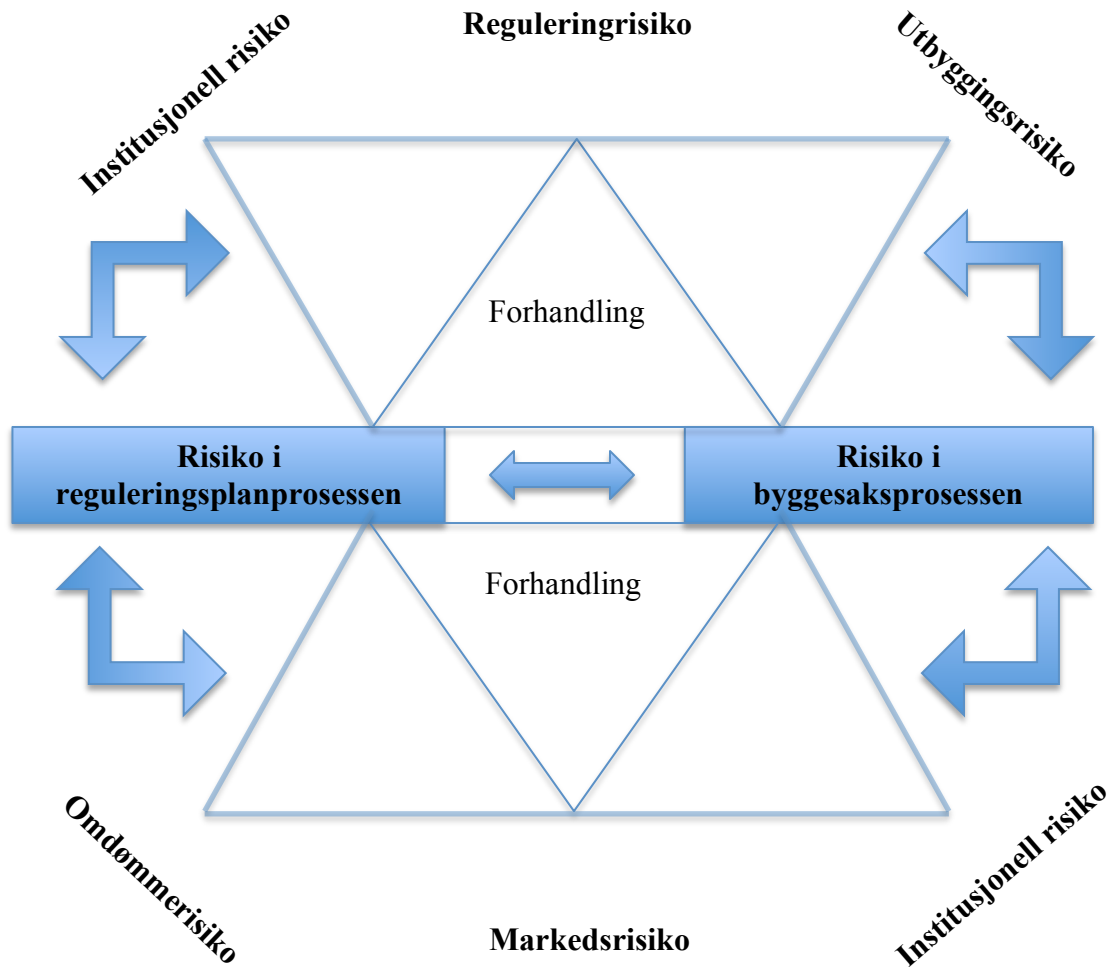 Institusjonell risiko
Reguleringrisiko
Utbyggingsrisiko
Forhandling
Risiko i
reguleringsplanprosessen
Risiko i
byggesaksprosessen
Forhandling
Omdømmerisiko
Markedsrisiko
Institusjonell risiko